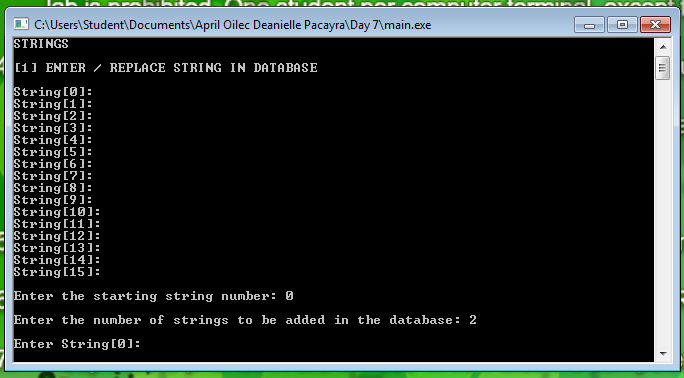 lab is prohibited. One student per computer terminal, except
C:\Users\Student\Documents\April Oilec Deanielle Pacayra\Day 7\main.exe
STRINGS
[1] ENTER / REPLACE STRING IN DATABASE
String[0]:
String[1]:
String[2]:
String[3]:
String[4]:
String[5]:
String[6]:
String[7]:
String[8]:
String[9]:
String[10]:
String[11]:
String[12]:
String[13]:
String[14]:
String[15]:
Enter the starting string number: 0
Enter the number of strings to be added in the database: 2
Enter String[0]: